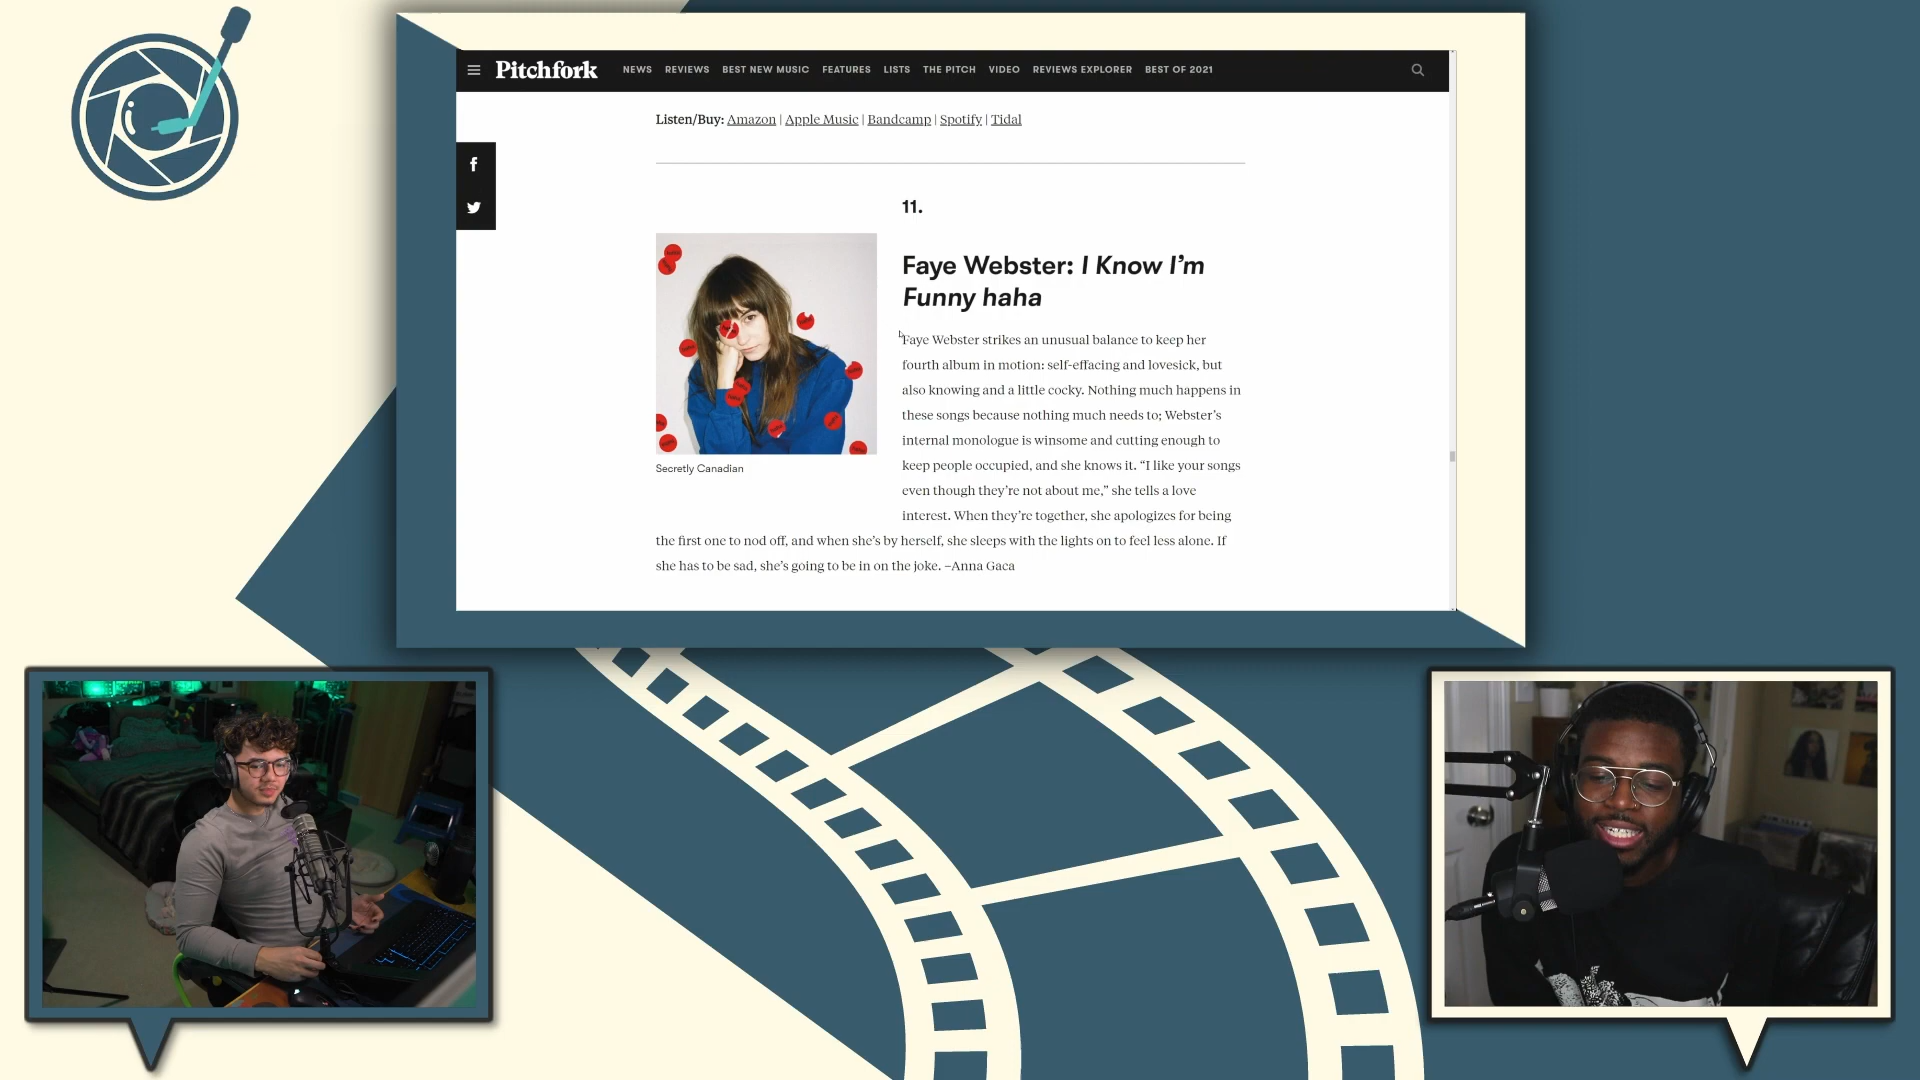 Pitchfork
NEWS REVIEWS BEST NEW MUSIC FEATURES LISTS THE PITCH VIDEO REVIEWS EXPLORER BEST OF 2021
Listen/Buy: Amazon | Apple Music | Bandcamp | Spotify | Tidal
11.
Faye Webster: I Know I’m
Funny haha
Secretly Canadian
Faye Webster strikes an unusual balance to keep her
fourth album in motion: self-effacing and lovesick, but
also knowing and a little cocky. Nothing much happens in
these songs because nothing much needs to; Webster’s
internal monologue is winsome and cutting enough to
keep people occupied, and she knows it. “I like your songs
even though they’re not about me,” she tells a love
interest. When they’re together, she apologizes for being
the first one to nod off, and when she’s by herself, she sleeps with the lights on to feel less alone. If
she has to be sad, she’s going to be in on the joke. –Anna Gaca